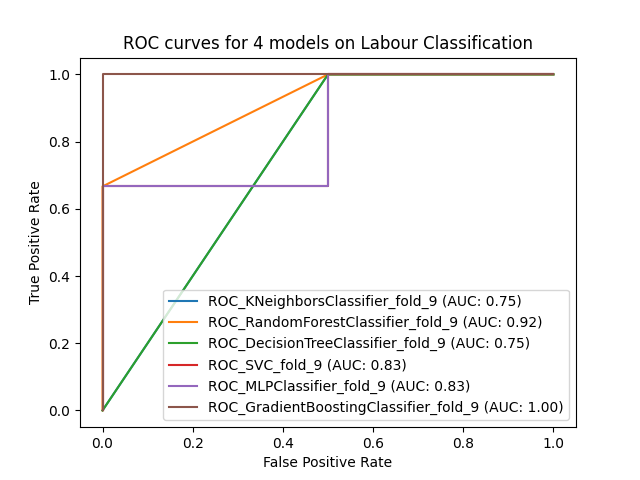 ROC curves for 4 models on Labour Classification
1.0
0.8
0.6
0.4
0.2
0.0
True Positive Rate
ROC_KNeighborsClassifier_fold_9 (AUC: 0.75)
ROC_RandomForestClassifier_fold_9 (AUC: 0.92)
ROC_DecisionTreeClassifier_fold_9 (AUC: 0.75)
ROC_SVC_fold_9 (AUC: 0.83)
ROC_MLPClassifier_fold_9 (AUC: 0.83)
ROC_GradientBoostingClassifier_fold_9 (AUC: 1.00)
0.0 0.2 0.4 0.6 0.8 1.0
False Positive Rate